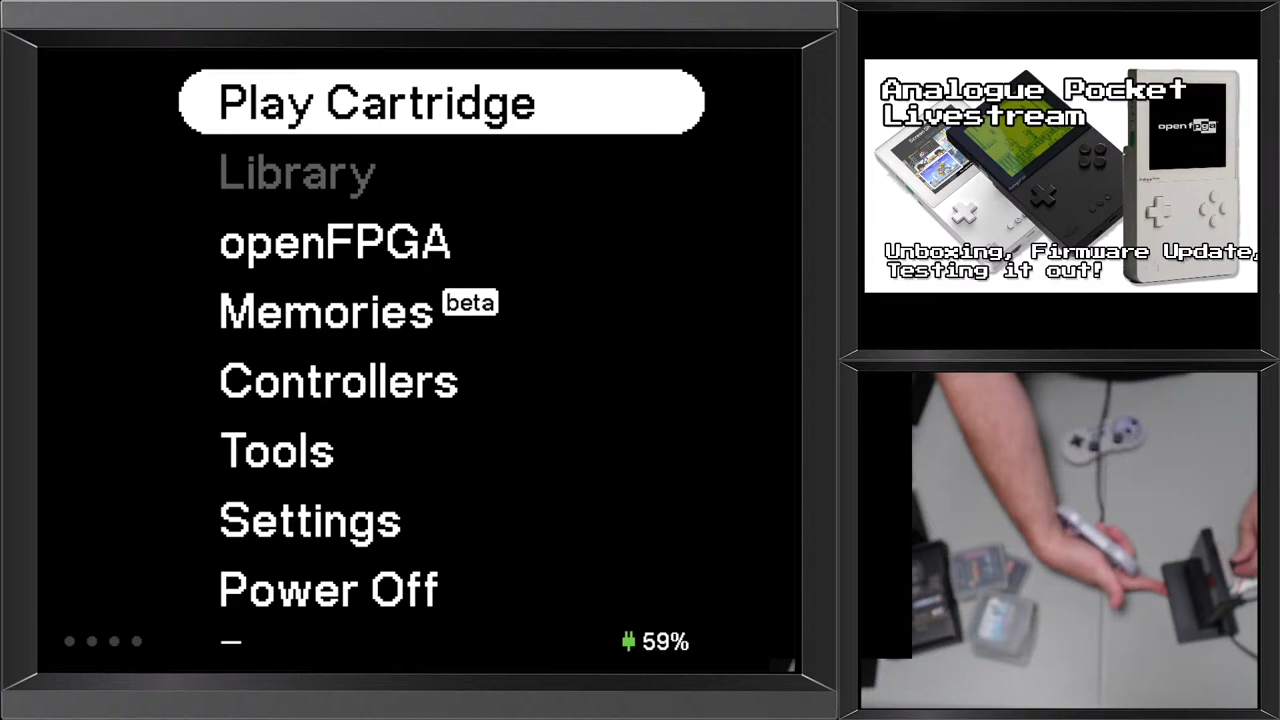 Play Cartridge
Library
openFPGA
Memories beta
Controllers
Tools
Settings
Power Off
59%
Analogue Pocket
Livestream
openfpga
Unboxing, Firmware Update,
Testing it out!